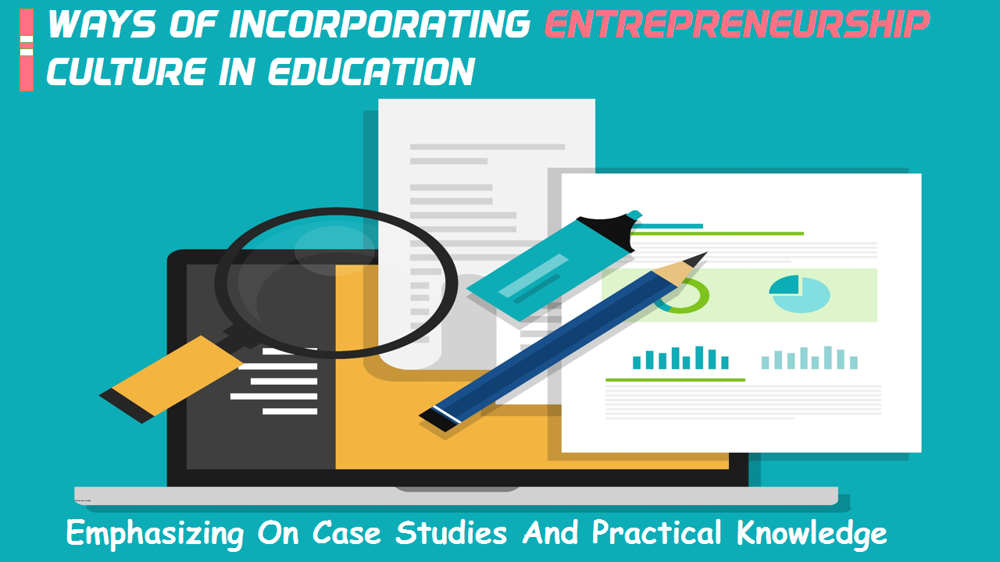 WAYS OF INCORPORATING ENTREPRENEURSHIP
CULTURE IN EDUCATION
Emphasizing On Case Studies And Practical Knowledge